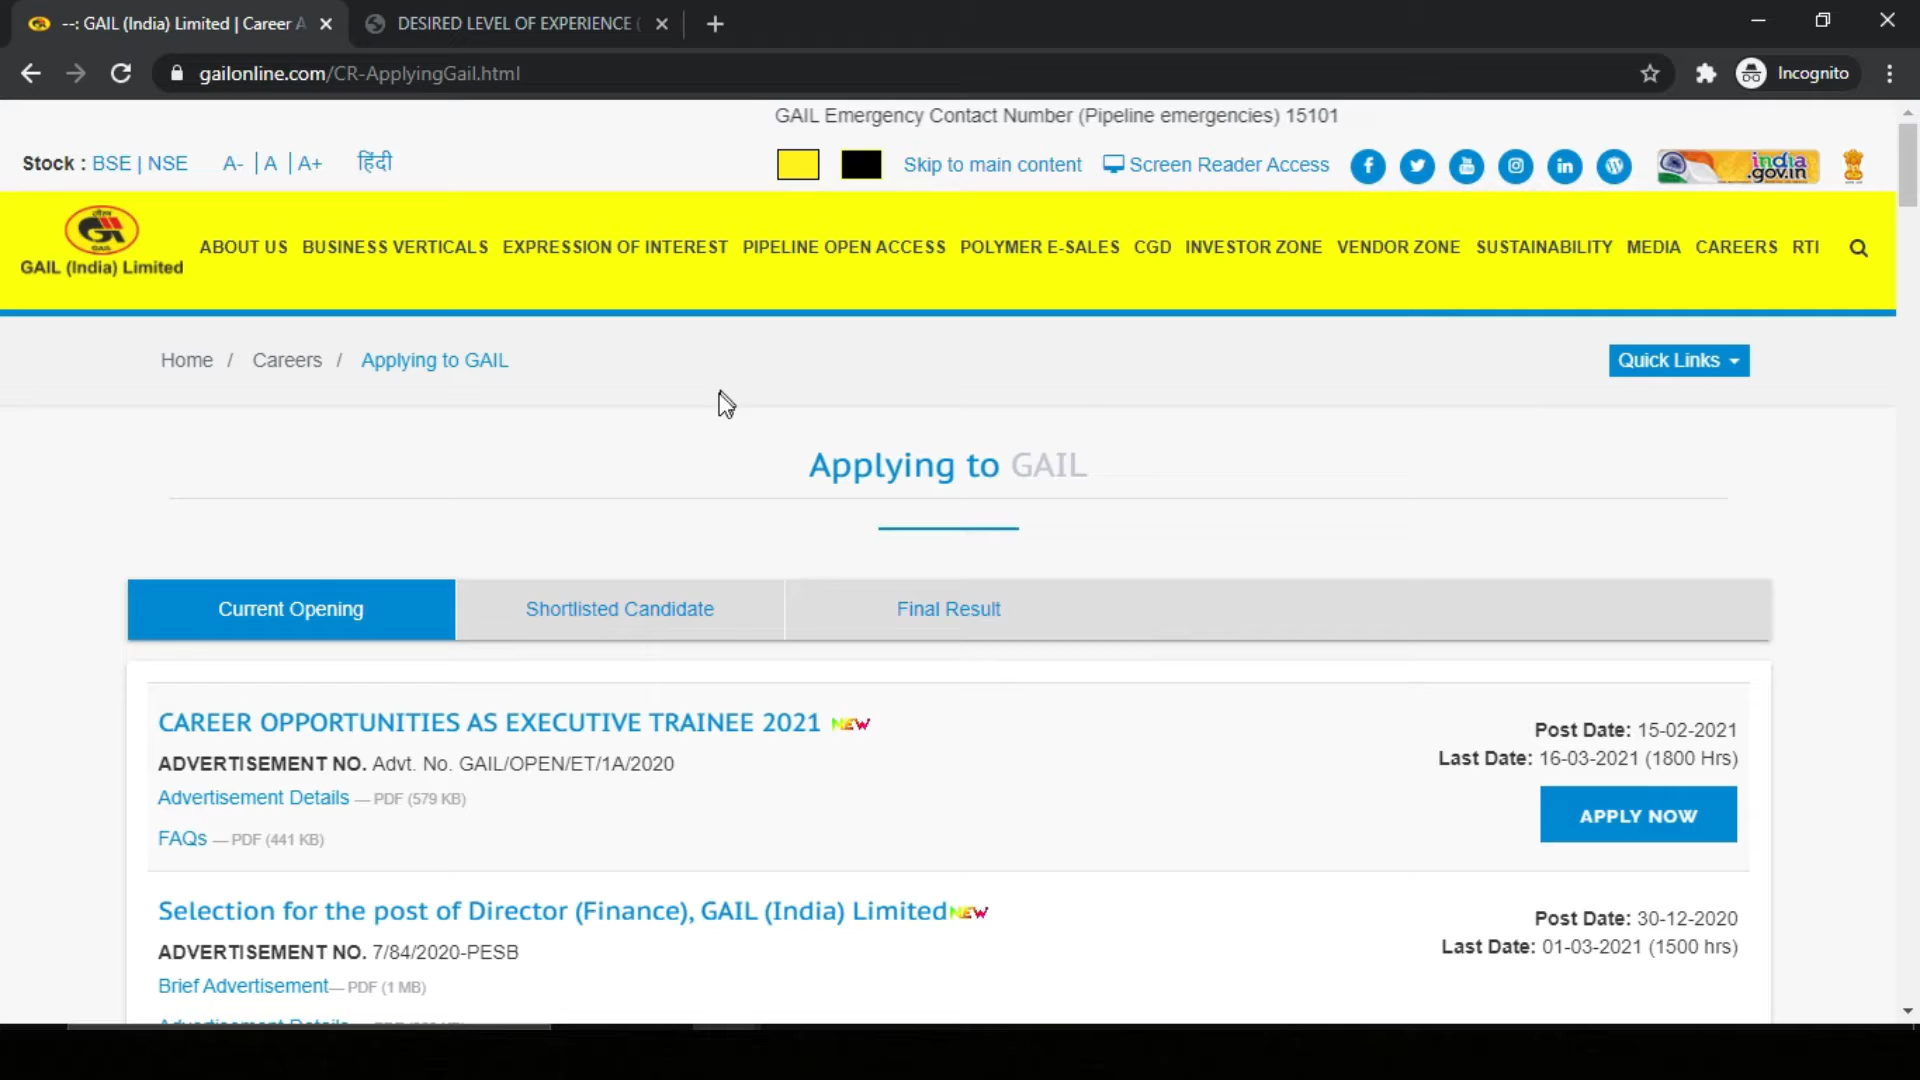 --: GAIL (India) Limited | Career A
DESIRED LEVEL OF EXPERIENCE (
gailonline.com/CR-ApplyingGail.html
Incognito
GAIL Emergency Contact Number (Pipeline emergencies) 15101
Stock : BSE | NSE A- | A | A+ हिंदी
Skip to main content Screen Reader Access
india
.gov.in
GAIL
GAIL (India) Limited
ABOUT US BUSINESS VERTICALS EXPRESSION OF INTEREST PIPELINE OPEN ACCESS POLYMER E-SALES CGD INVESTOR ZONE VENDOR ZONE SUSTAINABILITY MEDIA CAREERS RTI
Home / Careers / Applying to GAIL
Quick Links
Applying to GAIL
Current Opening
Shortlisted Candidate
Final Result
CAREER OPPORTUNITIES AS EXECUTIVE TRAINEE 2021 NEW
Post Date: 15-02-2021
ADVERTISEMENT NO. Advt. No. GAIL/OPEN/ET/1A/2020
Last Date: 16-03-2021 (1800 Hrs)
Advertisement Details — PDF (579 KB)
APPLY NOW
FAQs — PDF (441 KB)
Selection for the post of Director (Finance), GAIL (India) Limited NEW
Post Date: 30-12-2020
ADVERTISEMENT NO. 7/84/2020-PESB
Last Date: 01-03-2021 (1500 hrs)
Brief Advertisement— PDF (1 MB)
Advertisement Details